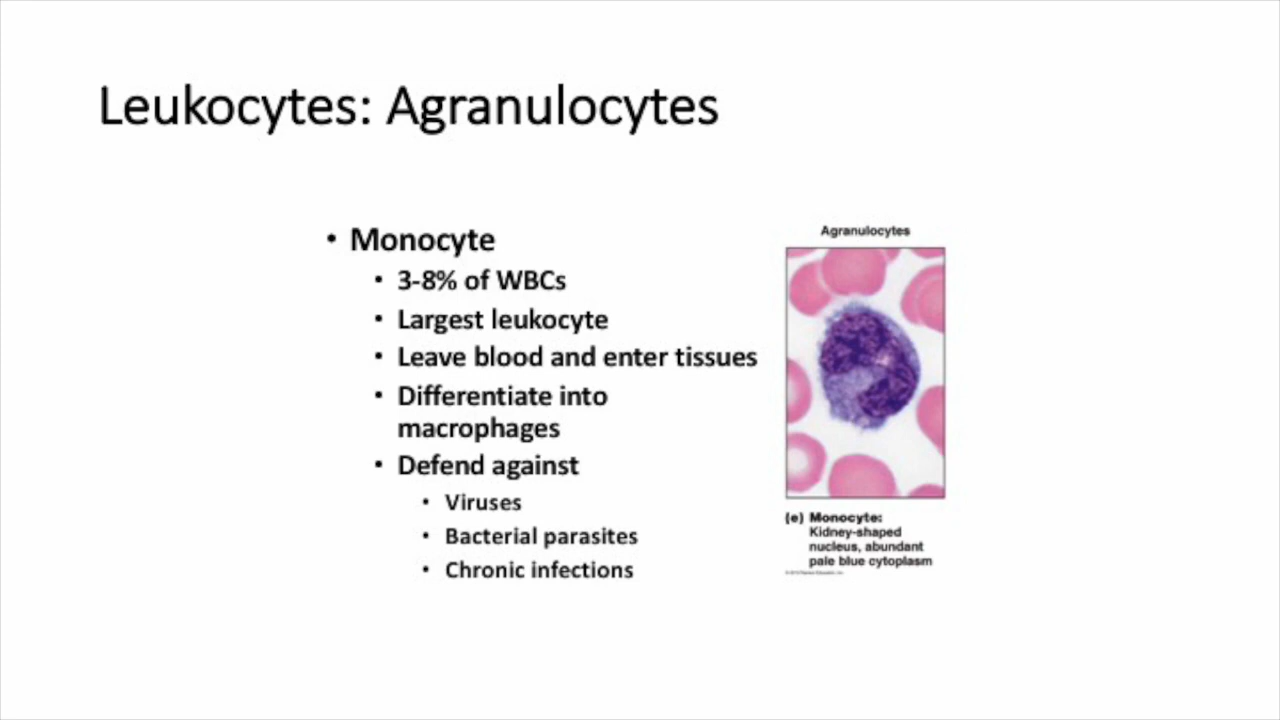 Leukocytes: Agranulocytes
• Monocyte
• 3-8% of WBCs
• Largest leukocyte
• Leave blood and enter tissues
• Differentiate into
macrophages
• Defend against
• Viruses
• Bacterial parasites
• Chronic infections
Agranulocytes
(e) Monocyte:
Kidney-shaped
nucleus, abundant
pale blue cytoplasm